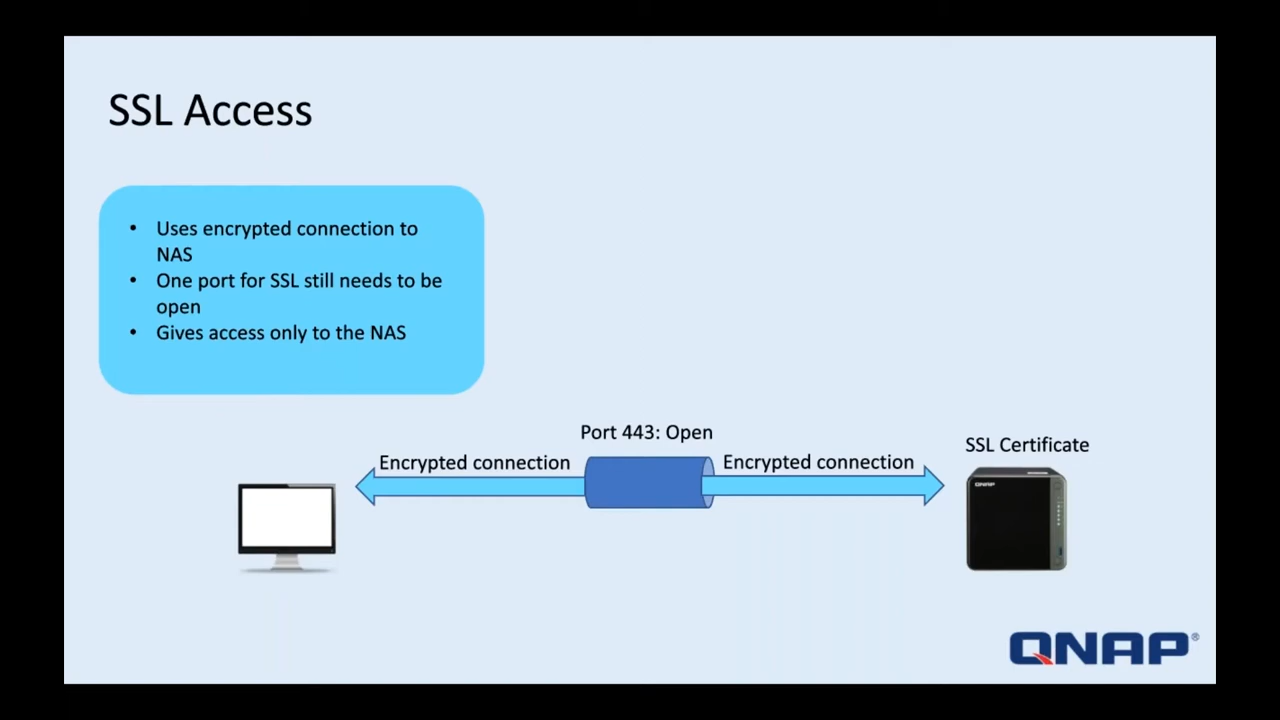 SSL Access
• Uses encrypted connection to
NAS
• One port for SSL still needs to be
open
• Gives access only to the NAS
Port 443: Open
Encrypted connection
Encrypted connection
SSL Certificate
QNAP
QNAP®